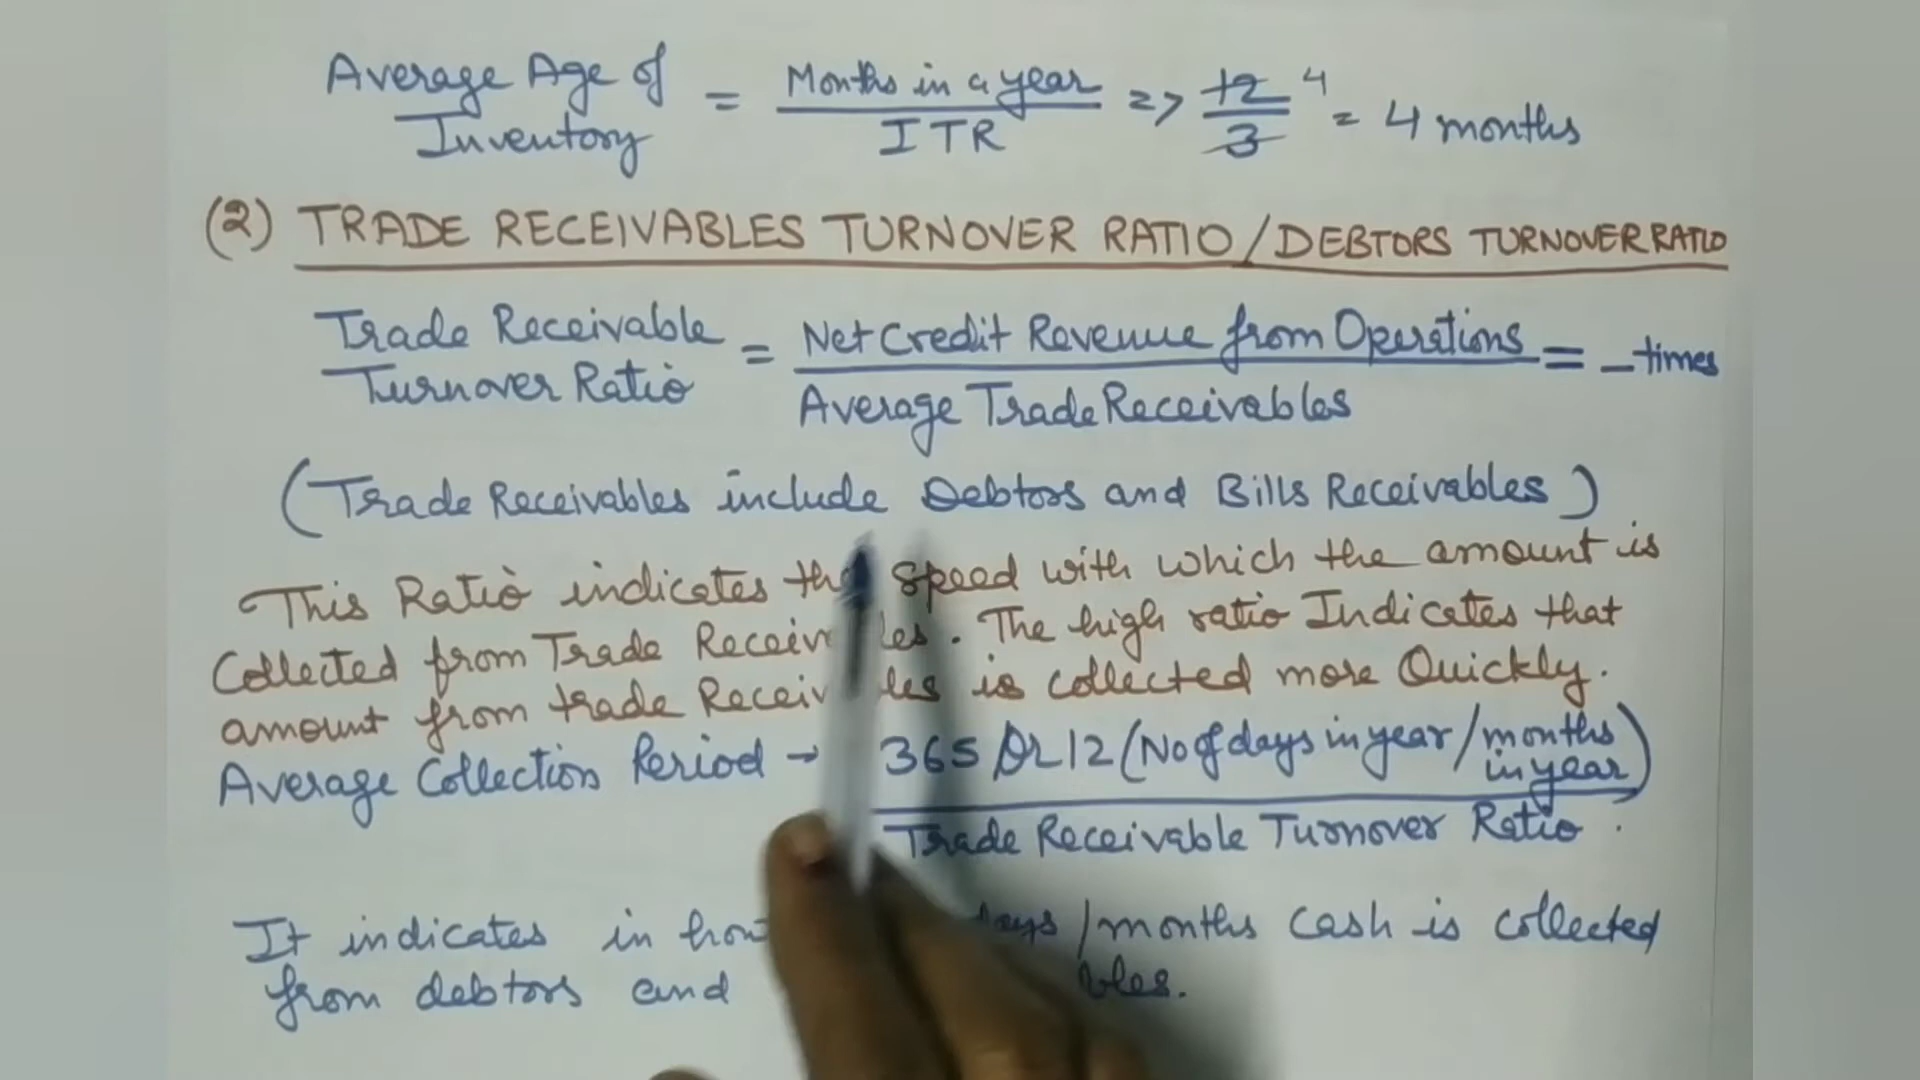 Average Age of Inventory = Months in a year / ITR => 12/3 4 = 4 months
(2) TRADE RECEIVABLES TURNOVER RATIO/DEBTORS TURNOVER RATIO
Trade Receivable Turnover Ratio = Net Credit Revenue from Operations / Average Trade Receivables = _ times
(Trade Receivables include Debtors and Bills Receivables)
This Ratio indicates the speed with which the amount is
Collected from Trade Receivables. The high ratio Indicates that
amount from trade Receivables is collected more Quickly.
Average Collection Period → 365 Or 12 (No of days in year/months in year) / Trade Receivable Turnover Ratio.
It indicates in days/months cash is collected
from debtors and